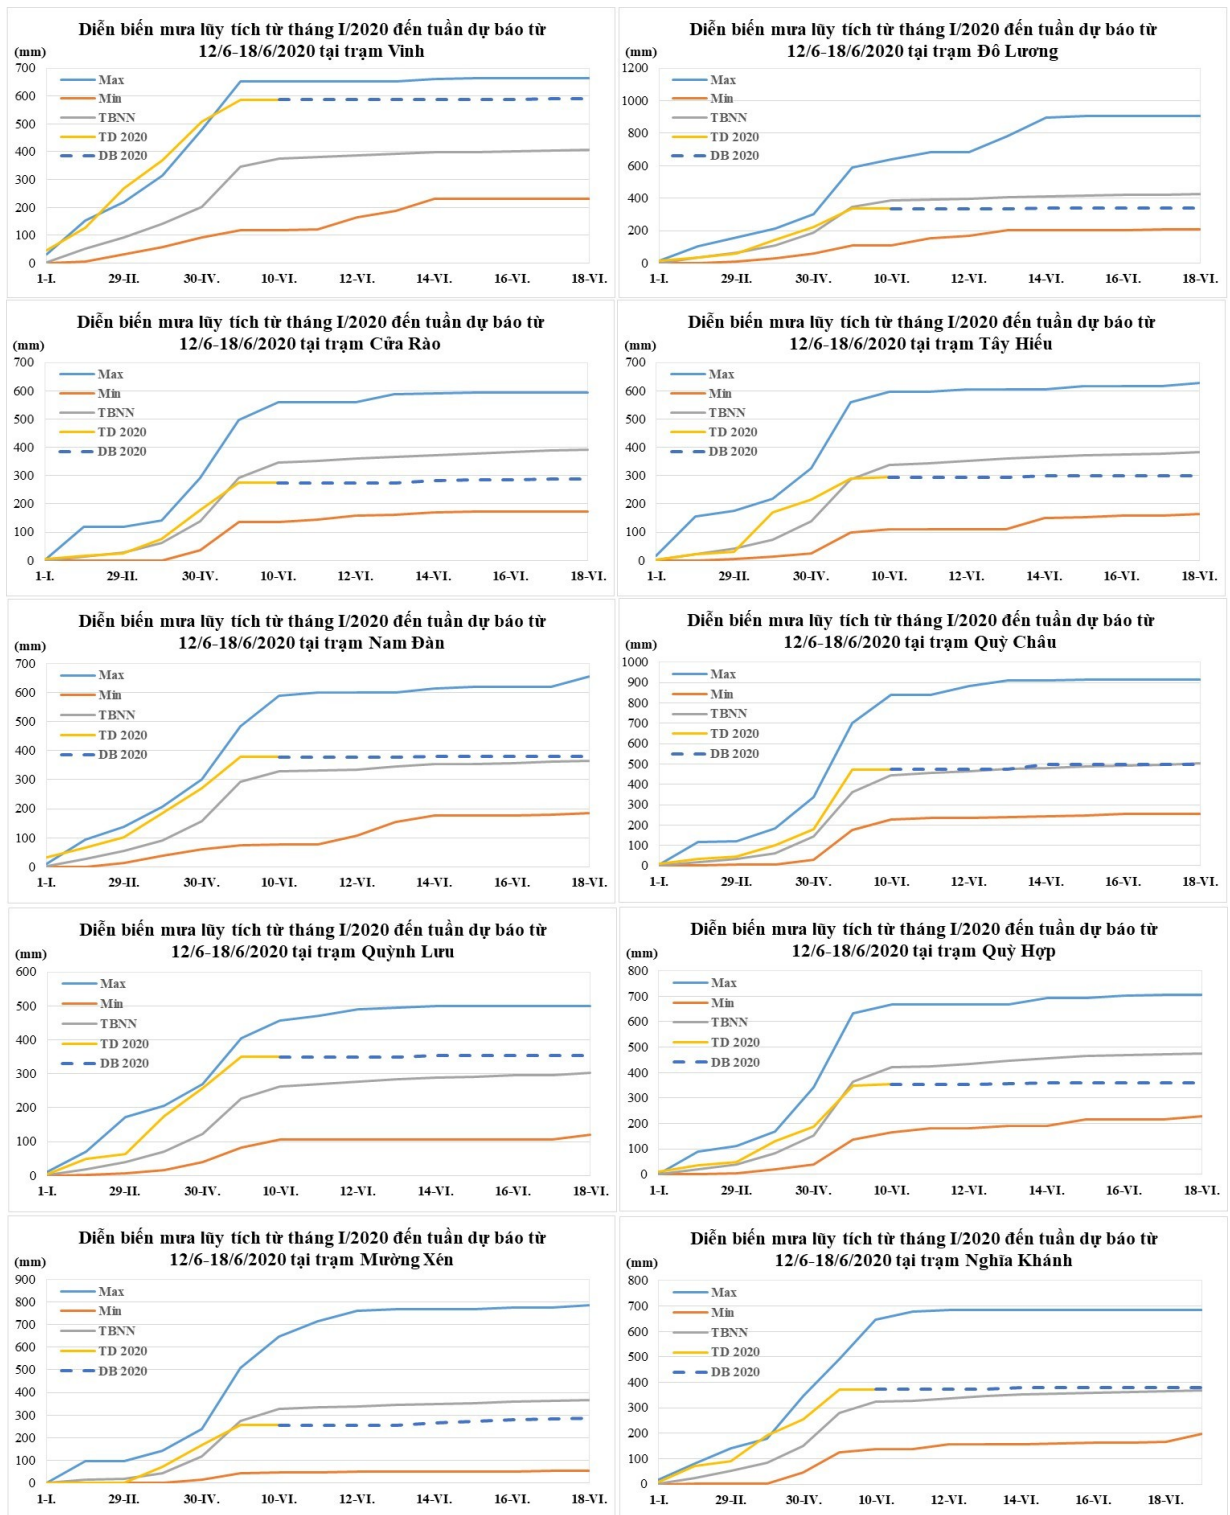 Diễn biến mưa lũy tích từ tháng I/2020 đến tuần dự báo từ
12/6-18/6/2020 tại trạm Vinh
(mm)
700
600
500
400
300
200
100
0
Max
Min
TBNN
TD 2020
DB 2020
1-I. 29-II. 30-IV. 10-VI. 12-VI. 14-VI. 16-VI. 18-VI.
Diễn biến mưa lũy tích từ tháng I/2020 đến tuần dự báo từ
12/6-18/6/2020 tại trạm Đô Lương
(mm)
1200
1000
800
600
400
200
0
Max
Min
TBNN
TD 2020
DB 2020
1-I. 29-II. 30-IV. 10-VI. 12-VI. 14-VI. 16-VI. 18-VI.
Diễn biến mưa lũy tích từ tháng I/2020 đến tuần dự báo từ
12/6-18/6/2020 tại trạm Cửa Rào
(mm)
700
600
500
400
300
200
100
0
Max
Min
TBNN
TD 2020
DB 2020
1-I. 29-II. 30-IV. 10-VI. 12-VI. 14-VI. 16-VI. 18-VI.
Diễn biến mưa lũy tích từ tháng I/2020 đến tuần dự báo từ
12/6-18/6/2020 tại trạm Tây Hiếu
(mm)
700
600
500
400
300
200
100
0
Max
Min
TBNN
TD 2020
DB 2020
1-I. 29-II. 30-IV. 10-VI. 12-VI. 14-VI. 16-VI. 18-VI.
Diễn biến mưa lũy tích từ tháng I/2020 đến tuần dự báo từ
12/6-18/6/2020 tại trạm Nam Đàn
(mm)
700
600
500
400
300
200
100
0
Max
Min
TBNN
TD 2020
DB 2020
1-I. 29-II. 30-IV. 10-VI. 12-VI. 14-VI. 16-VI. 18-VI.
Diễn biến mưa lũy tích từ tháng I/2020 đến tuần dự báo từ
12/6-18/6/2020 tại trạm Quỳ Châu
(mm)
1000
900
800
700
600
500
400
300
200
100
0
Max
Min
TBNN
TD 2020
DB 2020
1-I. 29-II. 30-IV. 10-VI. 12-VI. 14-VI. 16-VI. 18-VI.
Diễn biến mưa lũy tích từ tháng I/2020 đến tuần dự báo từ
12/6-18/6/2020 tại trạm Quỳnh Lưu
(mm)
600
500
400
300
200
100
0
Max
Min
TBNN
TD 2020
DB 2020
1-I. 29-II. 30-IV. 10-VI. 12-VI. 14-VI. 16-VI. 18-VI.
Diễn biến mưa lũy tích từ tháng I/2020 đến tuần dự báo từ
12/6-18/6/2020 tại trạm Quỳ Hợp
(mm)
800
700
600
500
400
300
200
100
0
Max
Min
TBNN
TD 2020
DB 2020
1-I. 29-II. 30-IV. 10-VI. 12-VI. 14-VI. 16-VI. 18-VI.
Diễn biến mưa lũy tích từ tháng I/2020 đến tuần dự báo từ
12/6-18/6/2020 tại trạm Mường Xén
(mm)
900
800
700
600
500
400
300
200
100
0
Max
Min
TBNN
TD 2020
DB 2020
1-I. 29-II. 30-IV. 10-VI. 12-VI. 14-VI. 16-VI. 18-VI.
Diễn biến mưa lũy tích từ tháng I/2020 đến tuần dự báo từ
12/6-18/6/2020 tại trạm Nghĩa Khánh
(mm)
800
700
600
500
400
300
200
100
0
Max
Min
TBNN
TD 2020
DB 2020
1-I. 29-II. 30-IV. 10-VI. 12-VI. 14-VI. 16-VI. 18-VI.